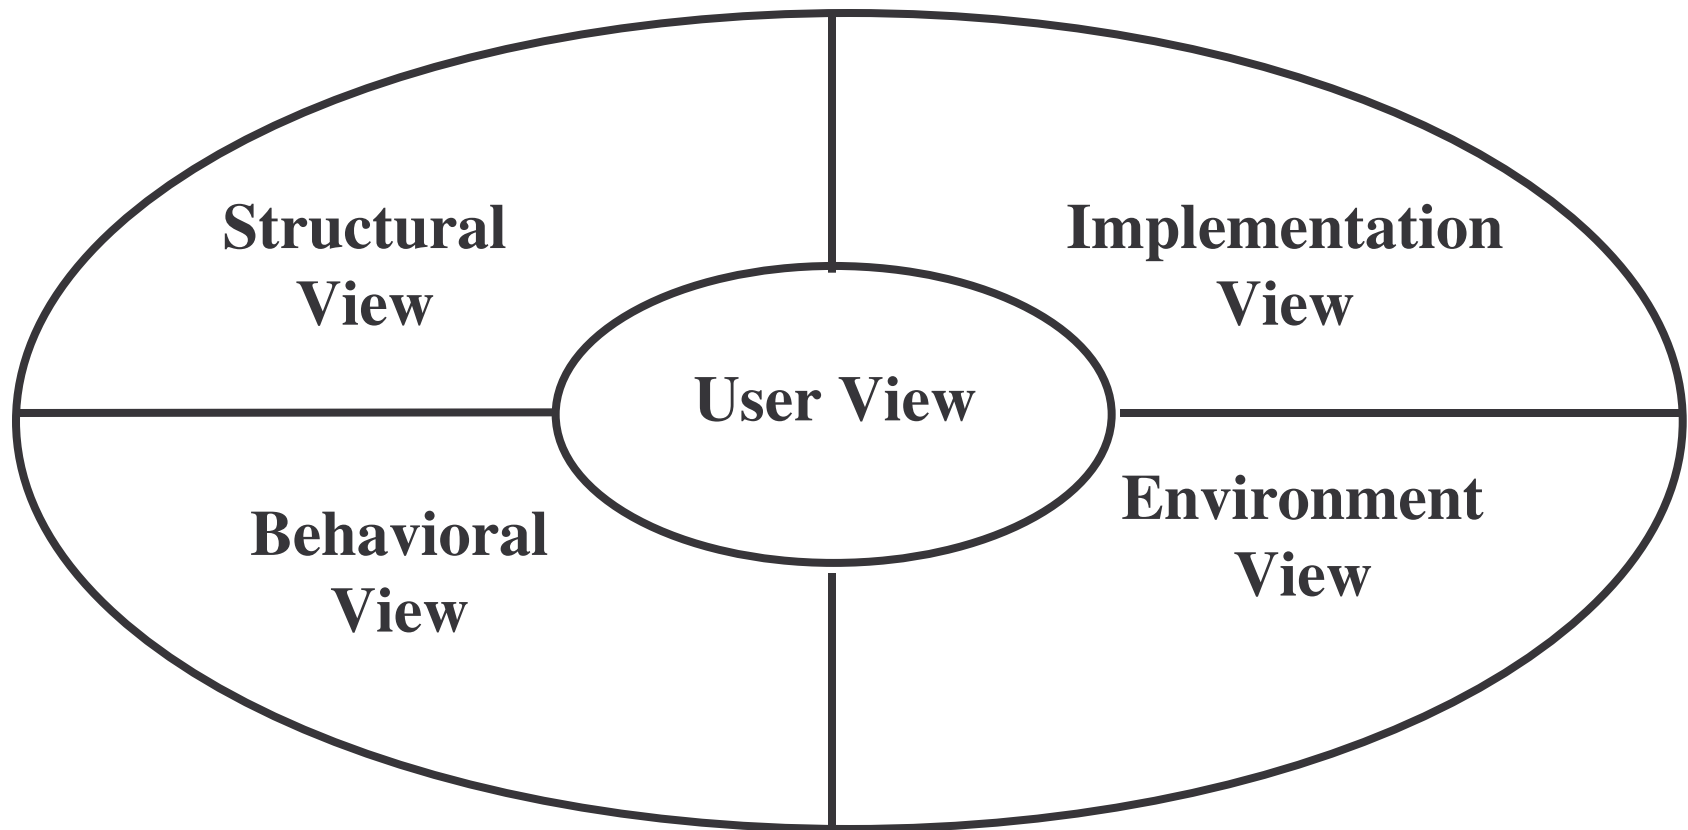 Structural
View
Implementation
View
User View
Behavioral
View
Environment
View